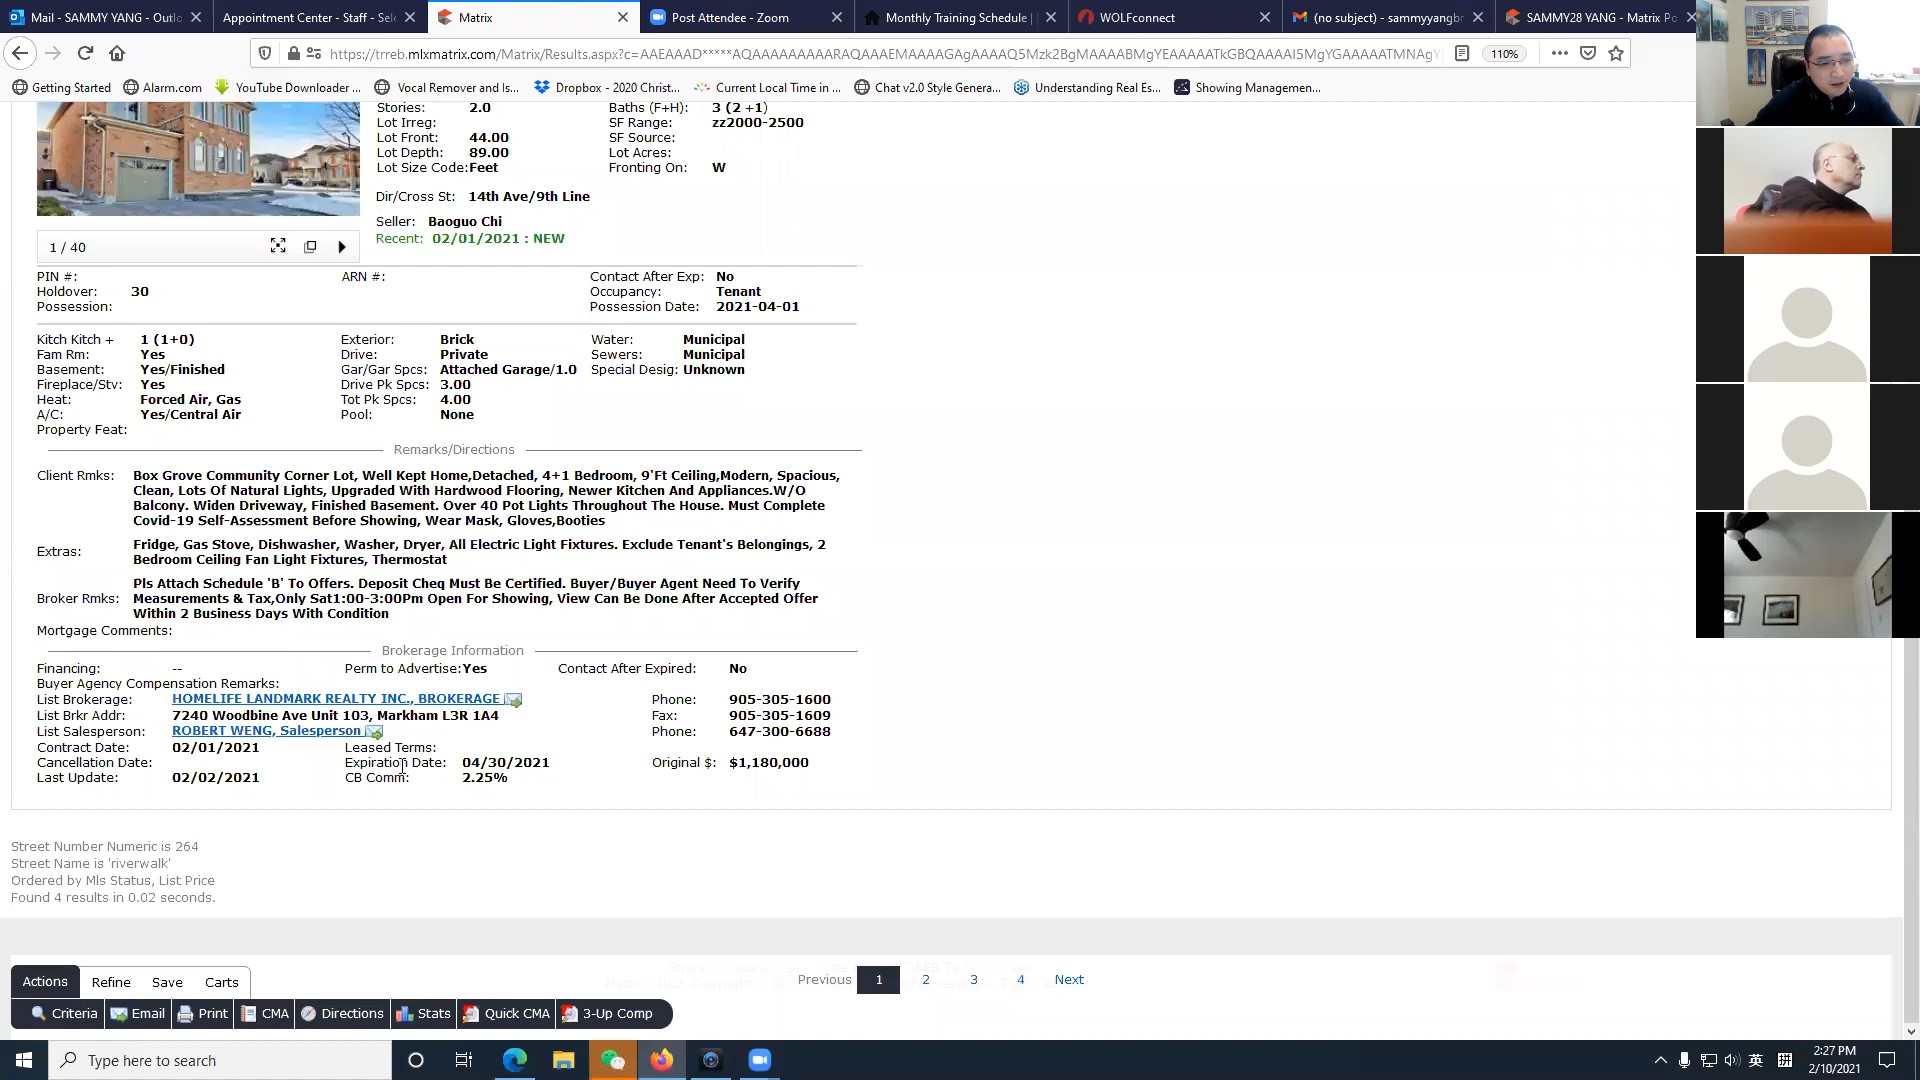 Mail - SAMMY YANG - Outlo
Appointment Center - Staff - Sele
Matrix
Post Attendee - Zoom
Monthly Training Schedule |
WOLFconnect
(no subject) - sammyyangbr
SAMMY28 YANG - Matrix Po
https://trreb.mlxmatrix.com/Matrix/Results.aspx?c=AAEAAAD*****AQAAAAAAAAARAQAAAEMAAAAGAgAAAAQ5Mzk2BgMAAAABMgYEAAAAATkGBQAAAAI5MgYGAAAAATMNAgY
110%
Getting Started
Alarm.com
YouTube Downloader ...
Vocal Remover and Is...
Dropbox - 2020 Christ...
Current Local Time in ...
Chat v2.0 Style Genera...
Understanding Real Es...
Showing Managemen...
Stories: 2.0 Baths (F+H): 3 (2 +1)
Lot Irreg: SF Range: zz2000-2500
Lot Front: 44.00 SF Source:
Lot Depth: 89.00 Lot Acres:
Lot Size Code: Feet Fronting On: W
Dir/Cross St: 14th Ave/9th Line
Seller: Baoguo Chi
Recent: 02/01/2021 : NEW
1 / 40
PIN #: ARN #: Contact After Exp: No
Holdover: 30 Occupancy: Tenant
Possession: Possession Date: 2021-04-01
Kitch Kitch + 1 (1+0) Exterior: Brick Water: Municipal
Fam Rm: Yes Drive: Private Sewers: Municipal
Basement: Yes/Finished Gar/Gar Spcs: Attached Garage/1.0 Special Desig: Unknown
Fireplace/Stv: Yes Drive Pk Spcs: 3.00
Heat: Forced Air, Gas Tot Pk Spcs: 4.00
A/C: Yes/Central Air Pool: None
Property Feat:
Remarks/Directions
Client Rmks: Box Grove Community Corner Lot, Well Kept Home,Detached, 4+1 Bedroom, 9'Ft Ceiling,Modern, Spacious,
Clean, Lots Of Natural Lights, Upgraded With Hardwood Flooring, Newer Kitchen And Appliances.W/O
Balcony. Widen Driveway, Finished Basement. Over 40 Pot Lights Throughout The House. Must Complete
Covid-19 Self-Assessment Before Showing, Wear Mask, Gloves,Booties
Extras: Fridge, Gas Stove, Dishwasher, Washer, Dryer, All Electric Light Fixtures. Exclude Tenant's Belongings, 2
Bedroom Ceiling Fan Light Fixtures, Thermostat
Pls Attach Schedule 'B' To Offers. Deposit Cheq Must Be Certified. Buyer/Buyer Agent Need To Verify
Broker Rmks: Measurements & Tax,Only Sat1:00-3:00Pm Open For Showing, View Can Be Done After Accepted Offer
Within 2 Business Days With Condition
Mortgage Comments:
Brokerage Information
Financing: -- Perm to Advertise: Yes Contact After Expired: No
Buyer Agency Compensation Remarks:
List Brokerage: HOMELIFE LANDMARK REALTY INC., BROKERAGE Phone: 905-305-1600
List Brkr Addr: 7240 Woodbine Ave Unit 103, Markham L3R 1A4 Fax: 905-305-1609
List Salesperson: ROBERT WENG, Salesperson Phone: 647-300-6688
Contract Date: 02/01/2021 Leased Terms:
Cancellation Date: Expiration Date: 04/30/2021 Original $: $1,180,000
Last Update: 02/02/2021 CB Comm: 2.25%
Street Number Numeric is 264
Street Name is 'riverwalk'
Ordered by Mls Status, List Price
Found 4 results in 0.02 seconds.
Actions Refine Save Carts
Previous 1 2 3 4 Next
Criteria Email Print CMA Directions Stats Quick CMA 3-Up Comp
Type here to search
英
拼
2:27 PM
2/10/2021